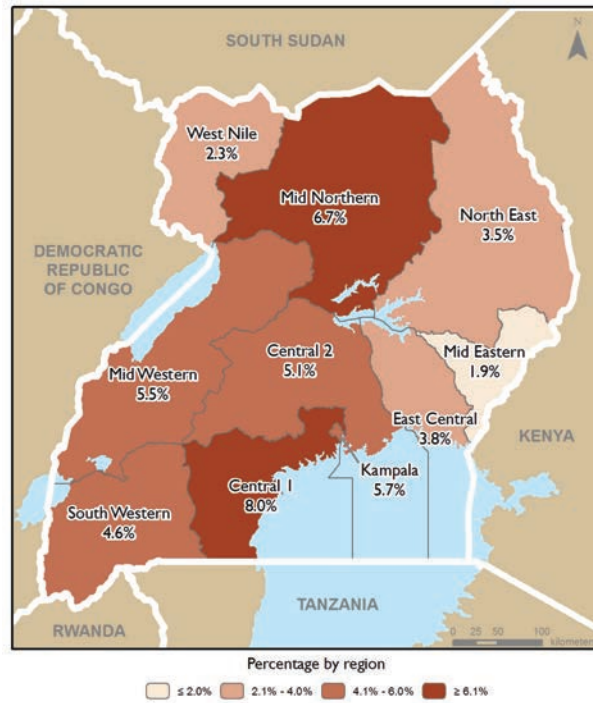 SOUTH SUDAN
N
West Nile
2.3%
Mid Northern
6.7%
North East
3.5%
DEMOCRATIC
REPUBLIC
OF CONGO
Central 2
5.1%
Mid Eastern
1.9%
Mid Western
5.5%
East Central
3.8%
KENYA
Kampala
5.7%
Central 1
8.0%
South Western
4.6%
TANZANIA
RWANDA
0 25 50 100
kilometers
Percentage by region
≤ 2.0% 2.1% - 4.0% 4.1% - 6.0% ≥ 6.1%